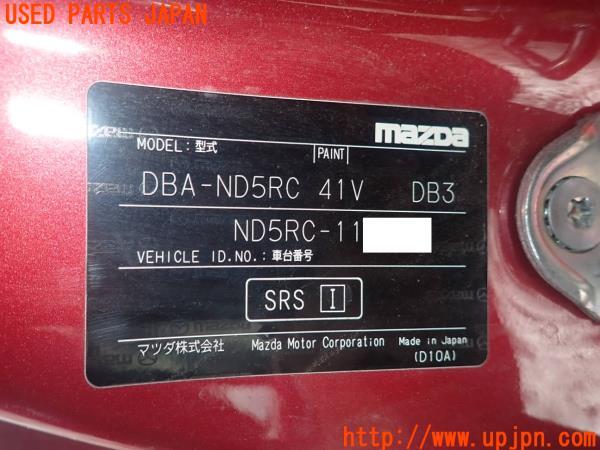 USED PARTS JAPAN
mazda
MODEL: 型式
PAINT
DBA-ND5RC 41V DB3
ND5RC-11
VEHICLE ID.NO.: 車台番号
SRS I
マツダ株式会社 Mazda Motor Corporation Made in Japan
(D10A)
http://www.upjpn.com/